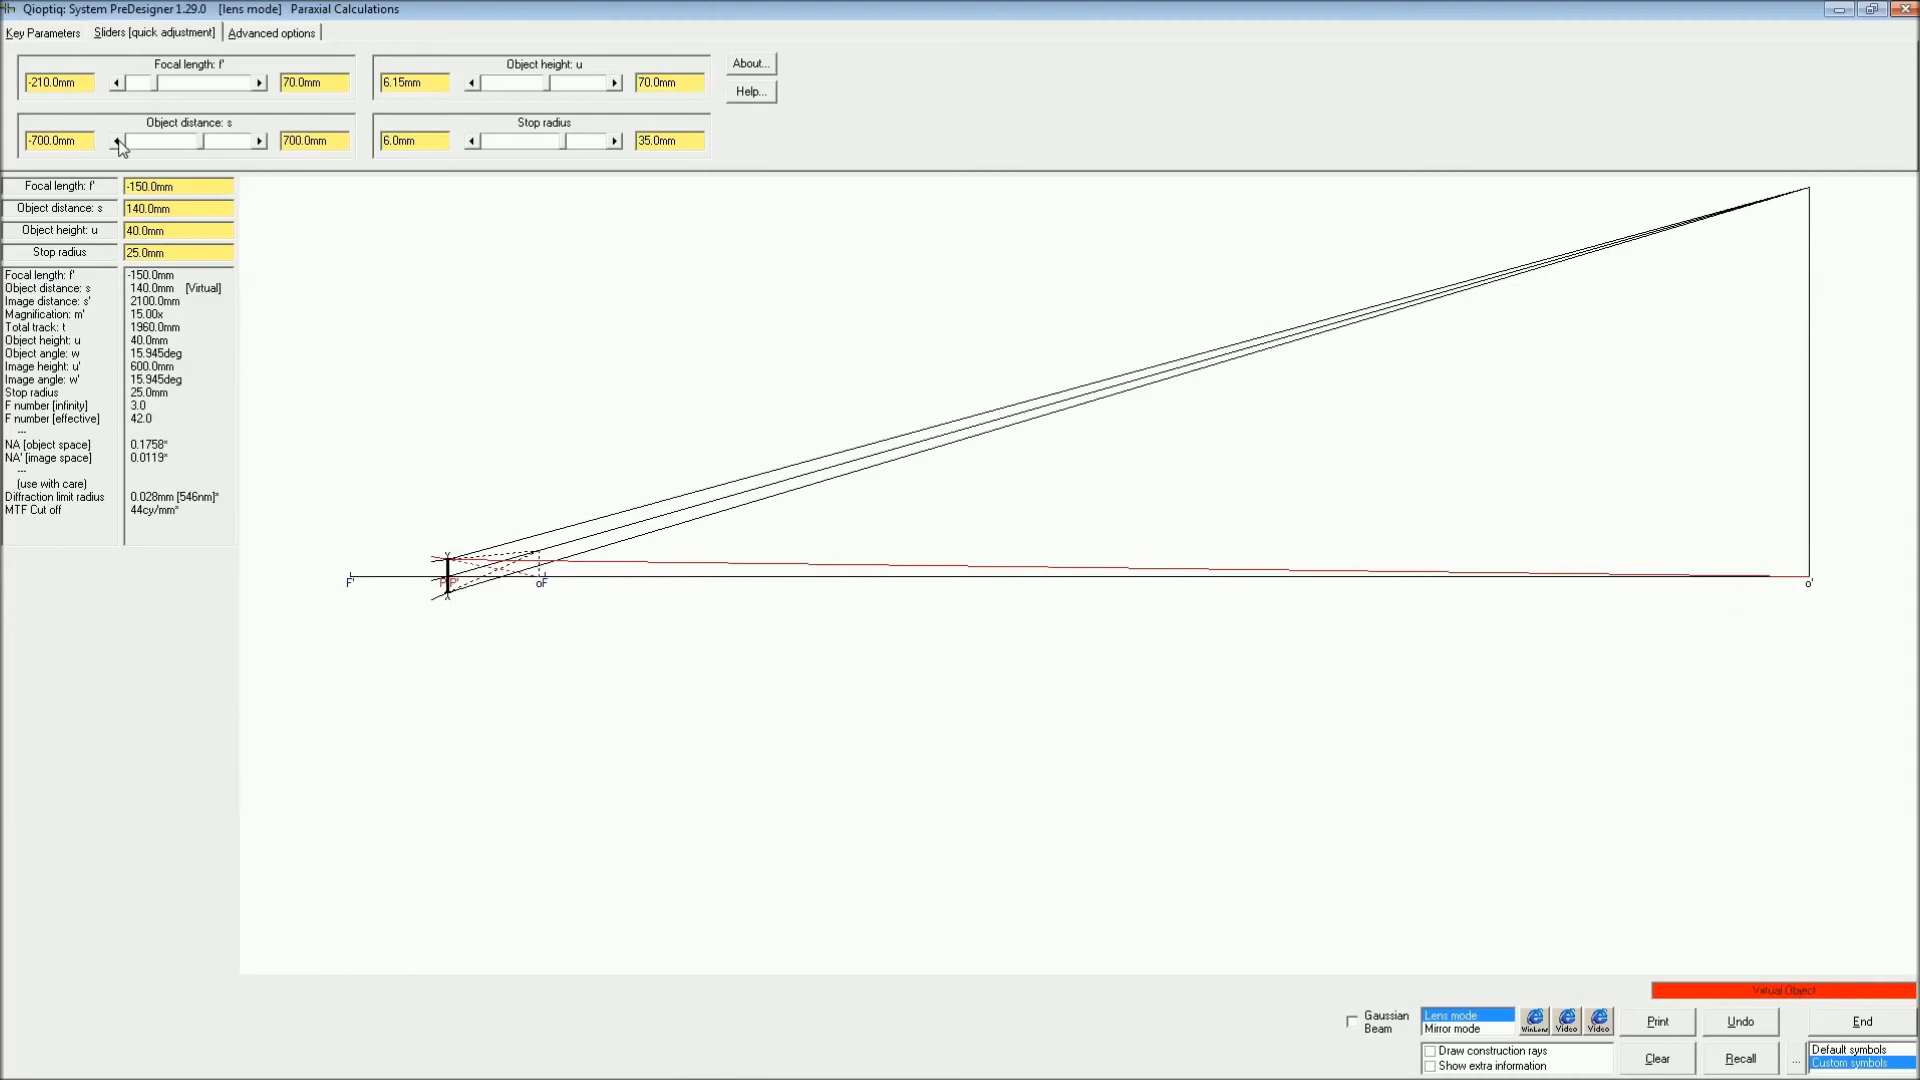 Qioptiq: System PreDesigner 1.29.0 [lens mode] Paraxial Calculations
Key Parameters Sliders [quick adjustment] Advanced options
Focal length: f' Object height: u About...
-210.0mm 70.0mm 6.15mm 70.0mm
Help...
Object distance: s Stop radius
-700.0mm 700.0mm 6.0mm 35.0mm
Focal length: f' -150.0mm
Object distance: s 140.0mm
Object height: u 40.0mm
Stop radius 25.0mm
Focal length: f' -150.0mm
Object distance: s 140.0mm [Virtual]
Image distance: s' 2100.0mm
Magnification: m' 15.00x
Total track: t 1960.0mm
Object height: u 40.0mm
Object angle: w 15.945deg
Image height: u' 600.0mm
Image angle: w' 15.945deg
Stop radius 25.0mm
F number [infinity] 3.0
F number [effective] 42.0
...
NA [object space] 0.1758*
NA' [image space] 0.0119*
...
(use with care)
Diffraction limit radius 0.028mm [546nm]*
MTF Cut off 44cy/mm*
F' P P' o F o'
Virtual Object
Gaussian Beam
Lens mode
Mirror mode
WinLens Video Video
Print Undo End
Draw construction rays
Show extra information
Clear Recall ...
Default symbols
Custom symbols